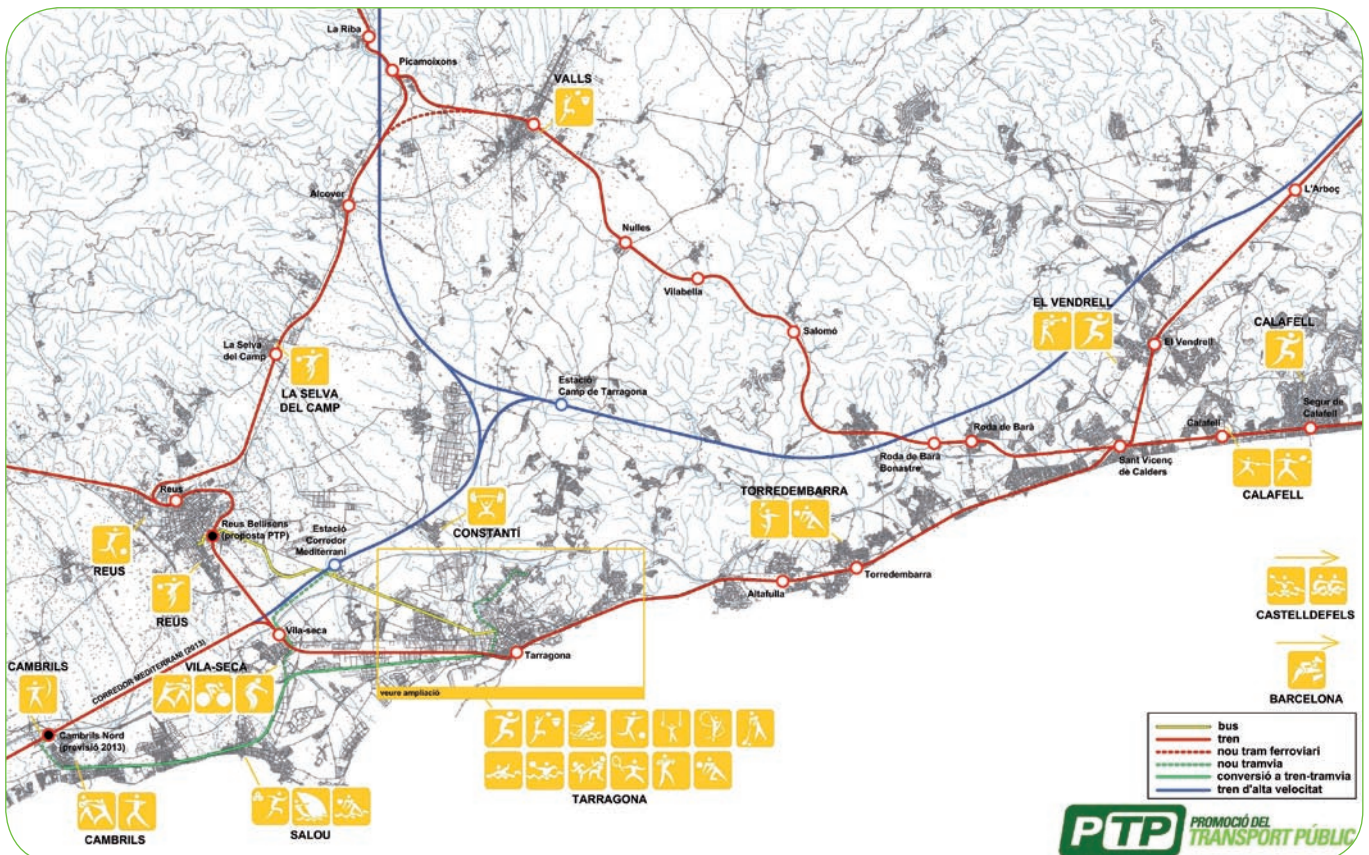 La Riba
Picamoixons
VALLS
Alcover
Nulles
L'Arboç
Vilabella
EL VENDRELL
CALAFELL
Salomó
La Selva
del Camp
El Vendrell
LA SELVA
DEL CAMP
Estació
Camp de Tarragona
Segur de
Calafell
Calafell
Roda de Barà
Roda de Barà
Bonastre
Sant Vicenç
de Calders
CALAFELL
Reus
TORREDEMBARRA
Reus Bellisens
(proposta PTP)
Estació
Corredor
Mediterrani
CONSTANTÍ
REUS
Torredembarra
Altafulla
REUS
CASTELLDEFELS
Vila-seca
Tarragona
CAMBRILS
CORREDOR MEDITERRANI (2013)
VILA-SECA
veure ampliació
BARCELONA
Cambrils Nord
(previsió 2013)
TARRAGONA
CAMBRILS
SALOU
bus
tren
nou tram ferroviari
nou tramvia
conversió a tren-tramvia
tren d'alta velocitat
PTP
PROMOCIÓ DEL
TRANSPORT PÚBLIC